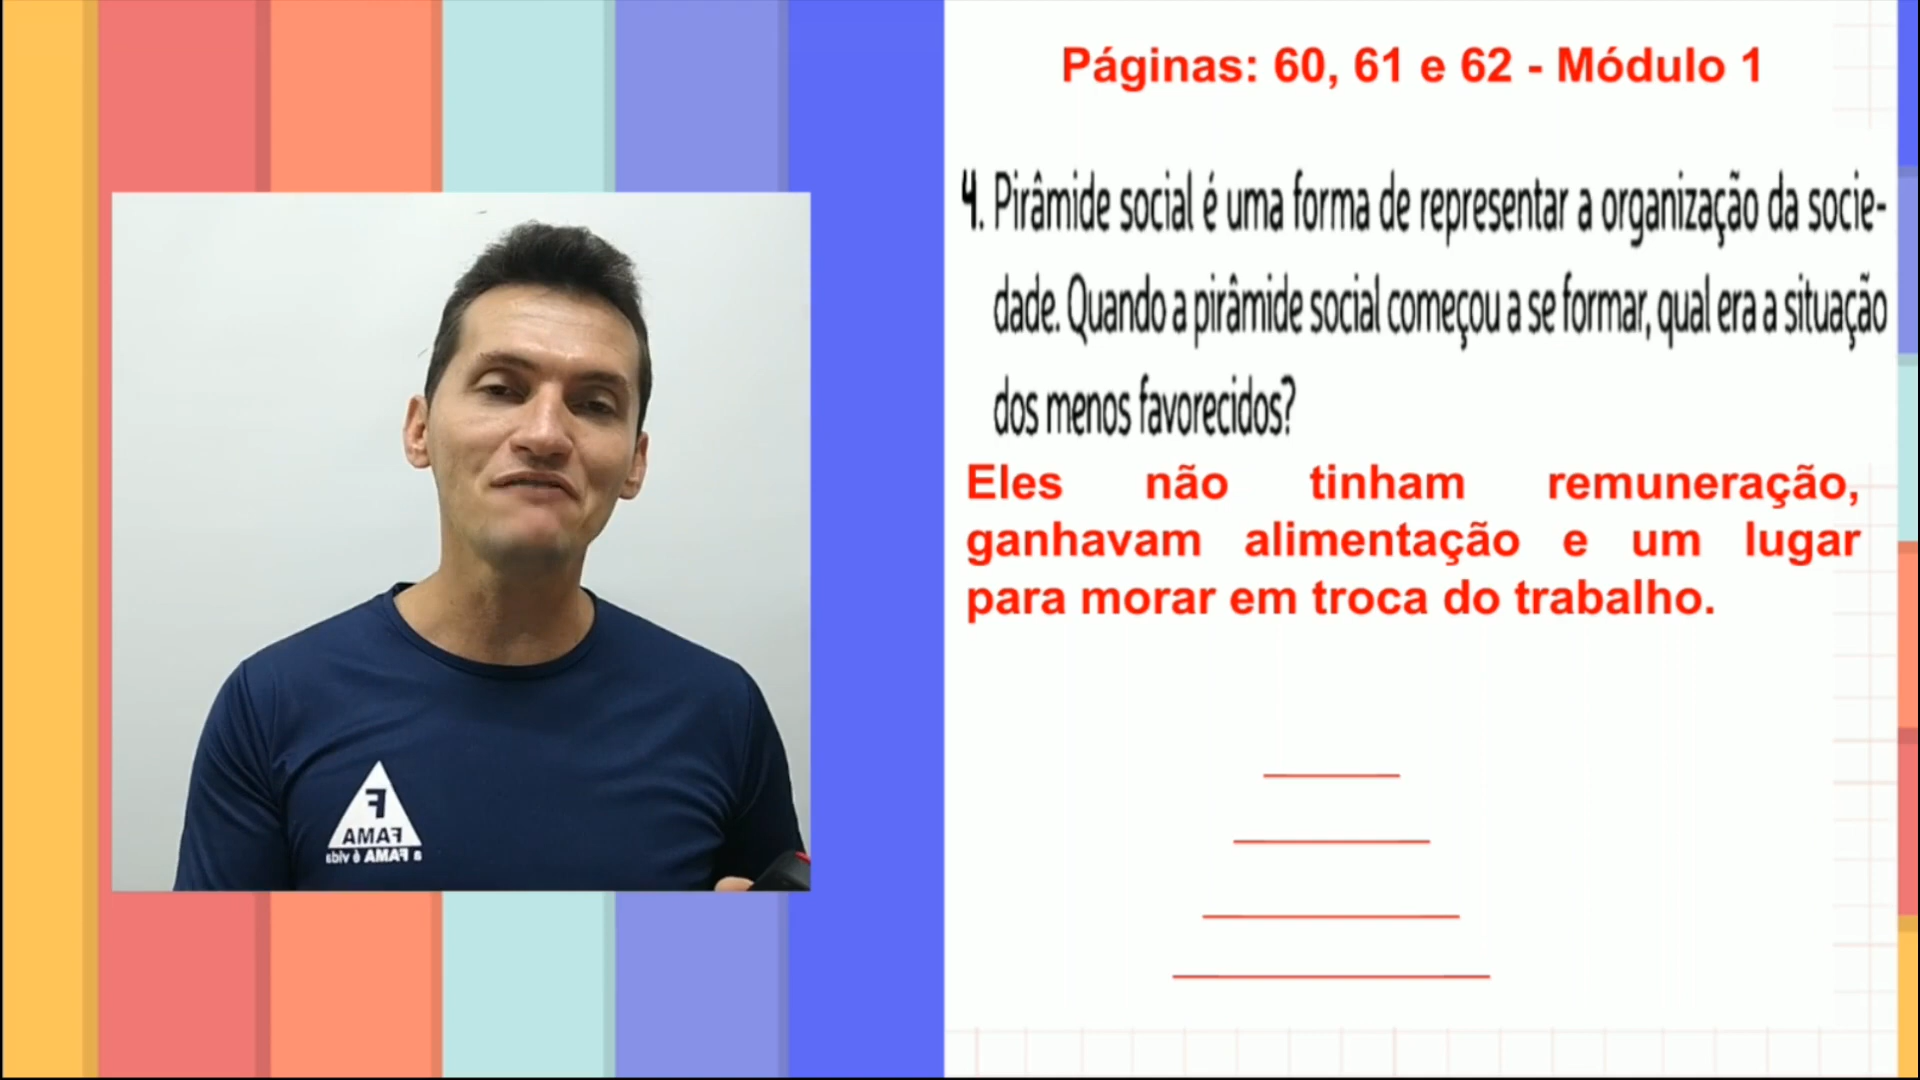 Páginas: 60, 61 e 62 - Módulo 1
4. Pirâmide social é uma forma de representar a organização da socie-
dade. Quando a pirâmide social começou a se formar, qual era a situação
dos menos favorecidos?
Eles não tinham remuneração,
ganhavam alimentação e um lugar
para morar em troca do trabalho.
F
FAMA
a FAMA é vida